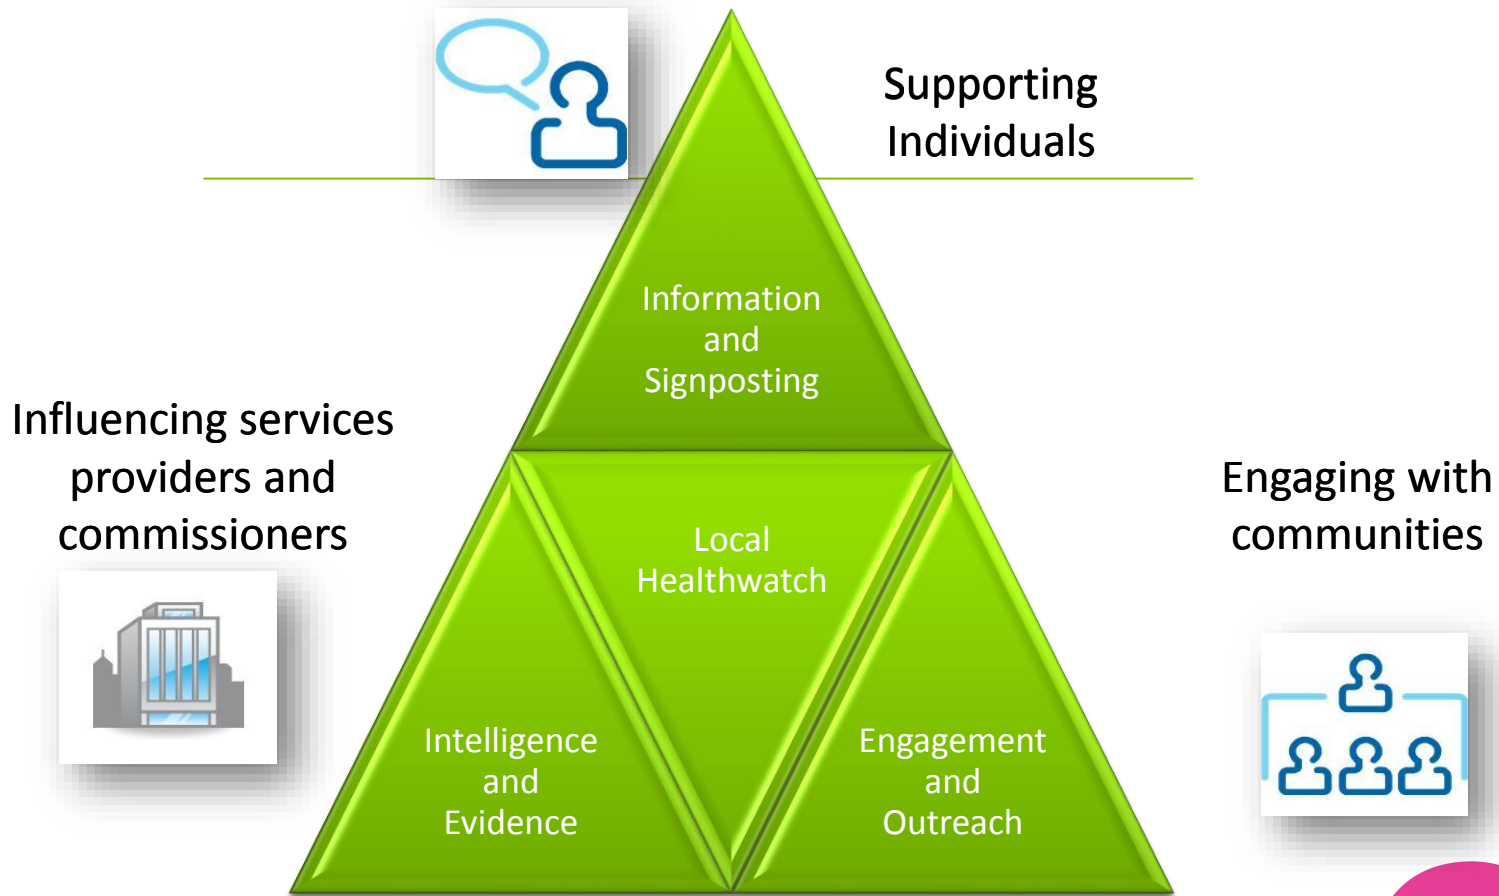 Supporting
Individuals
Information
and
Signposting
Influencing services
providers and
commissioners
Engaging with
communities
Local
Healthwatch
Intelligence
and
Evidence
Engagement
and
Outreach